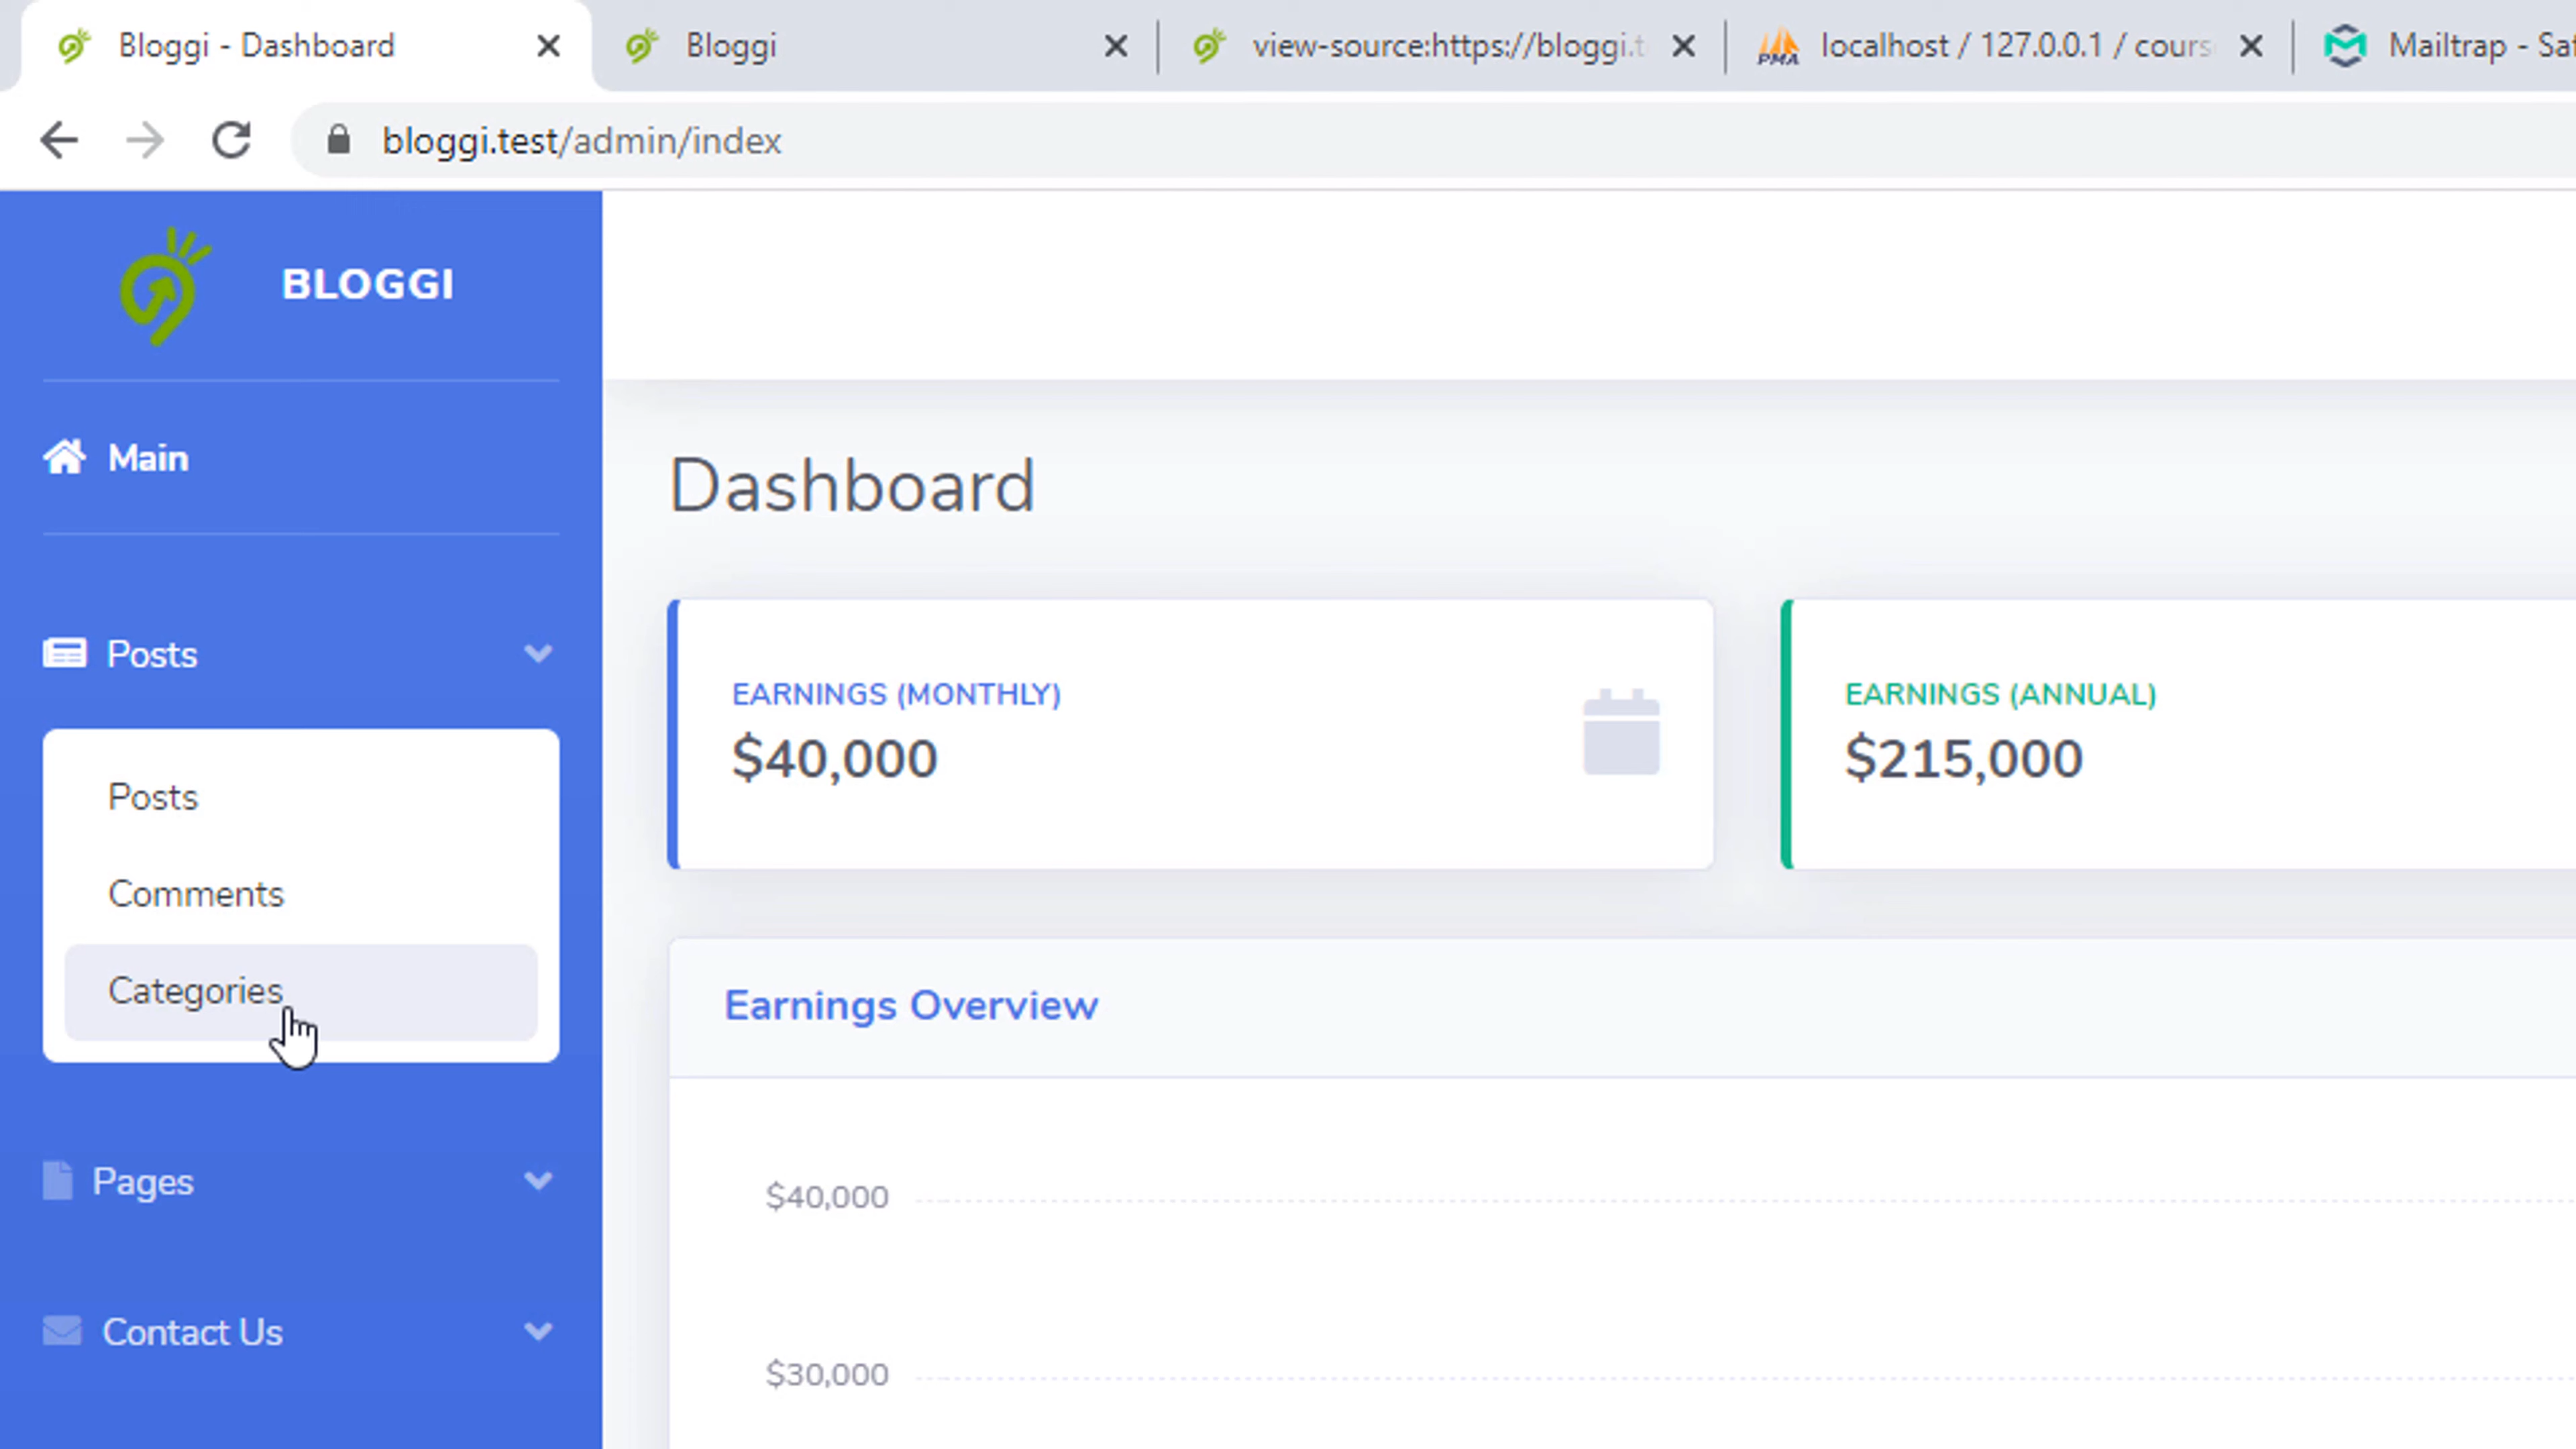 Bloggi - Dashboard
Bloggi
view-source:https://bloggi.t
localhost / 127.0.0.1 / cours
Mailtrap - Saf
bloggi.test/admin/index
BLOGGI
Main
Posts
Posts
Comments
Categories
Pages
Contact Us
Dashboard
EARNINGS (MONTHLY)
$40,000
EARNINGS (ANNUAL)
$215,000
Earnings Overview
$40,000
$30,000
PMA